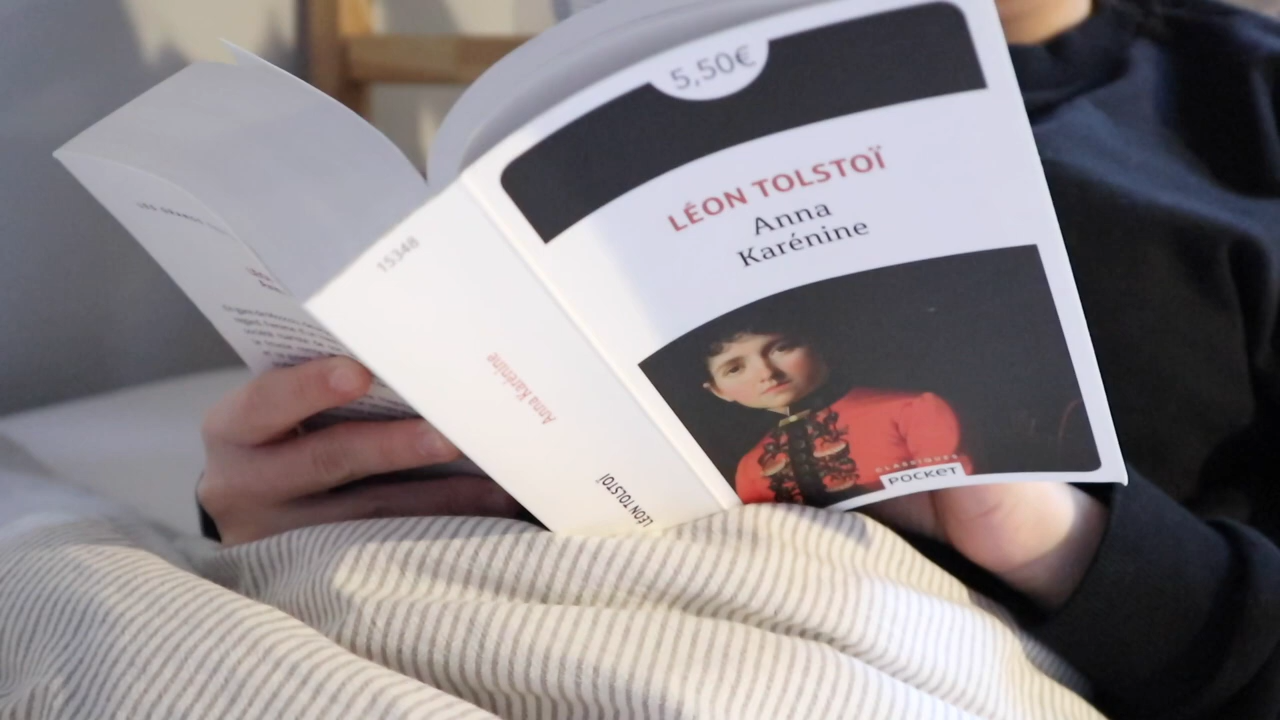 5,50€
LÉON TOLSTOÏ
Anna
Karénine
CLASSIQUES
POCKET
15348
Anna Karénine
LÉON TOLSTOÏ